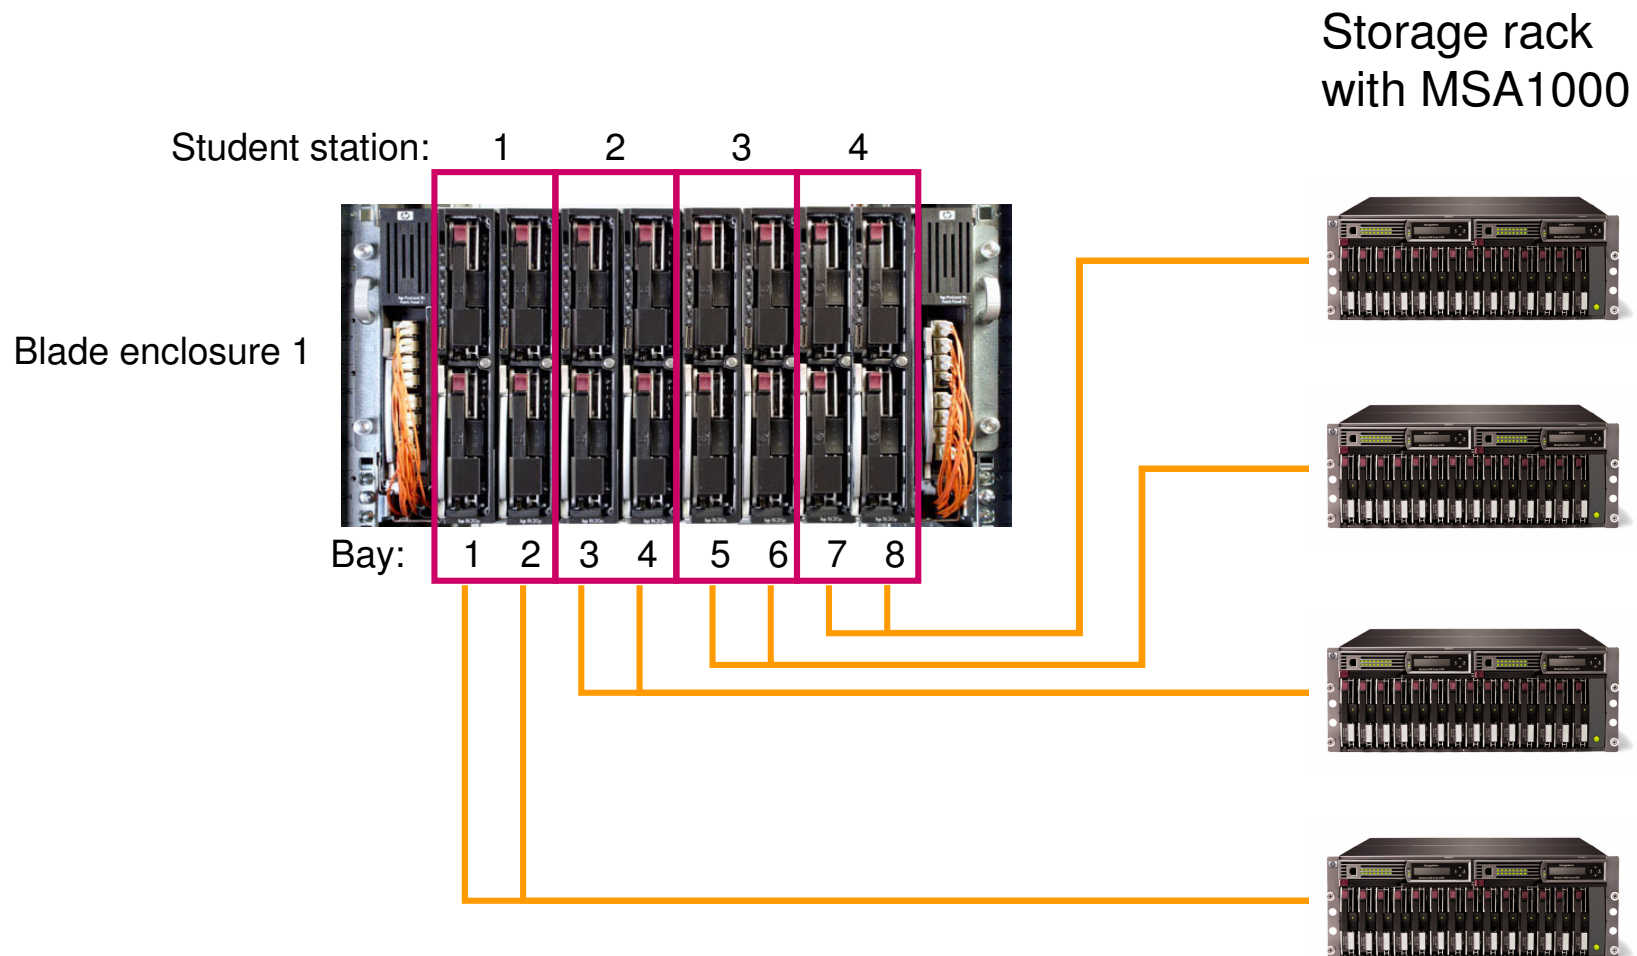 Storage rack
with MSA1000
Student station: 1 2 3 4
Blade enclosure 1
Bay: 1 2 3 4 5 6 7 8